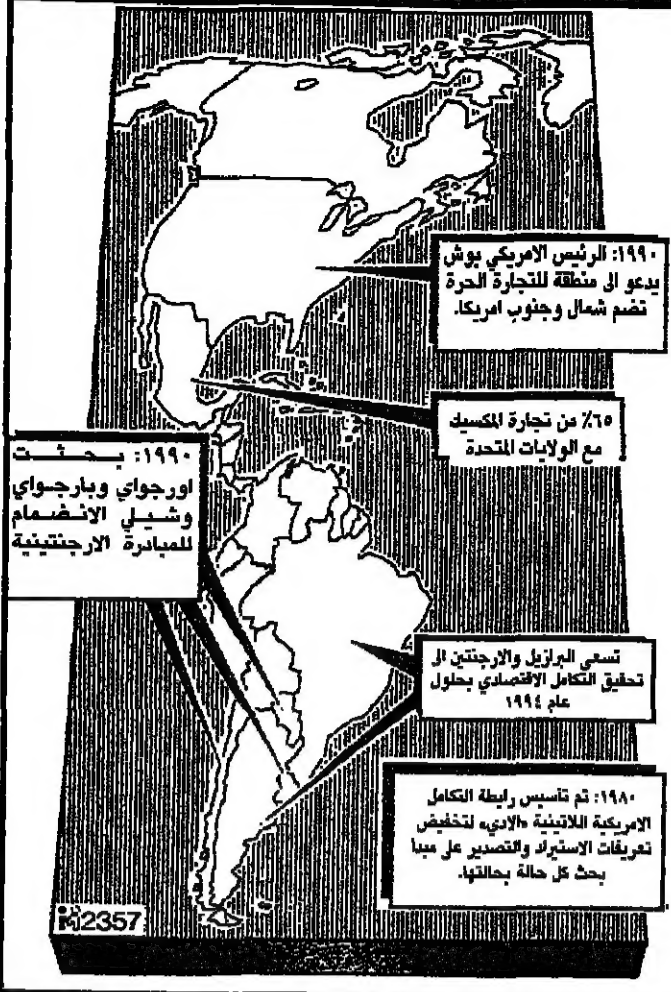 ١٩٩٠: الرئيس الامريكي بوش
يدعو الى منطقة للتجارة الحرة
تضم شمال وجنوب امريكا.
٦٥٪ من تجارة المكسيك
مع الولايات المتحدة
١٩٩٠: بحثت
اورجواي وبارجواي
وشيلي الانضمام
للمبادرة الارجنتينية
تسعى البرازيل والارجنتين الى
تحقيق التكامل الاقتصادي بحلول
عام ١٩٩٤
١٩٨٠: تم تأسيس رابطة التكامل
الامريكية اللاتينية «الادي» لتخفيض
تعريفات الاستيراد والتصدير على مبدأ
بحث كل حالة بحالتها.
2357